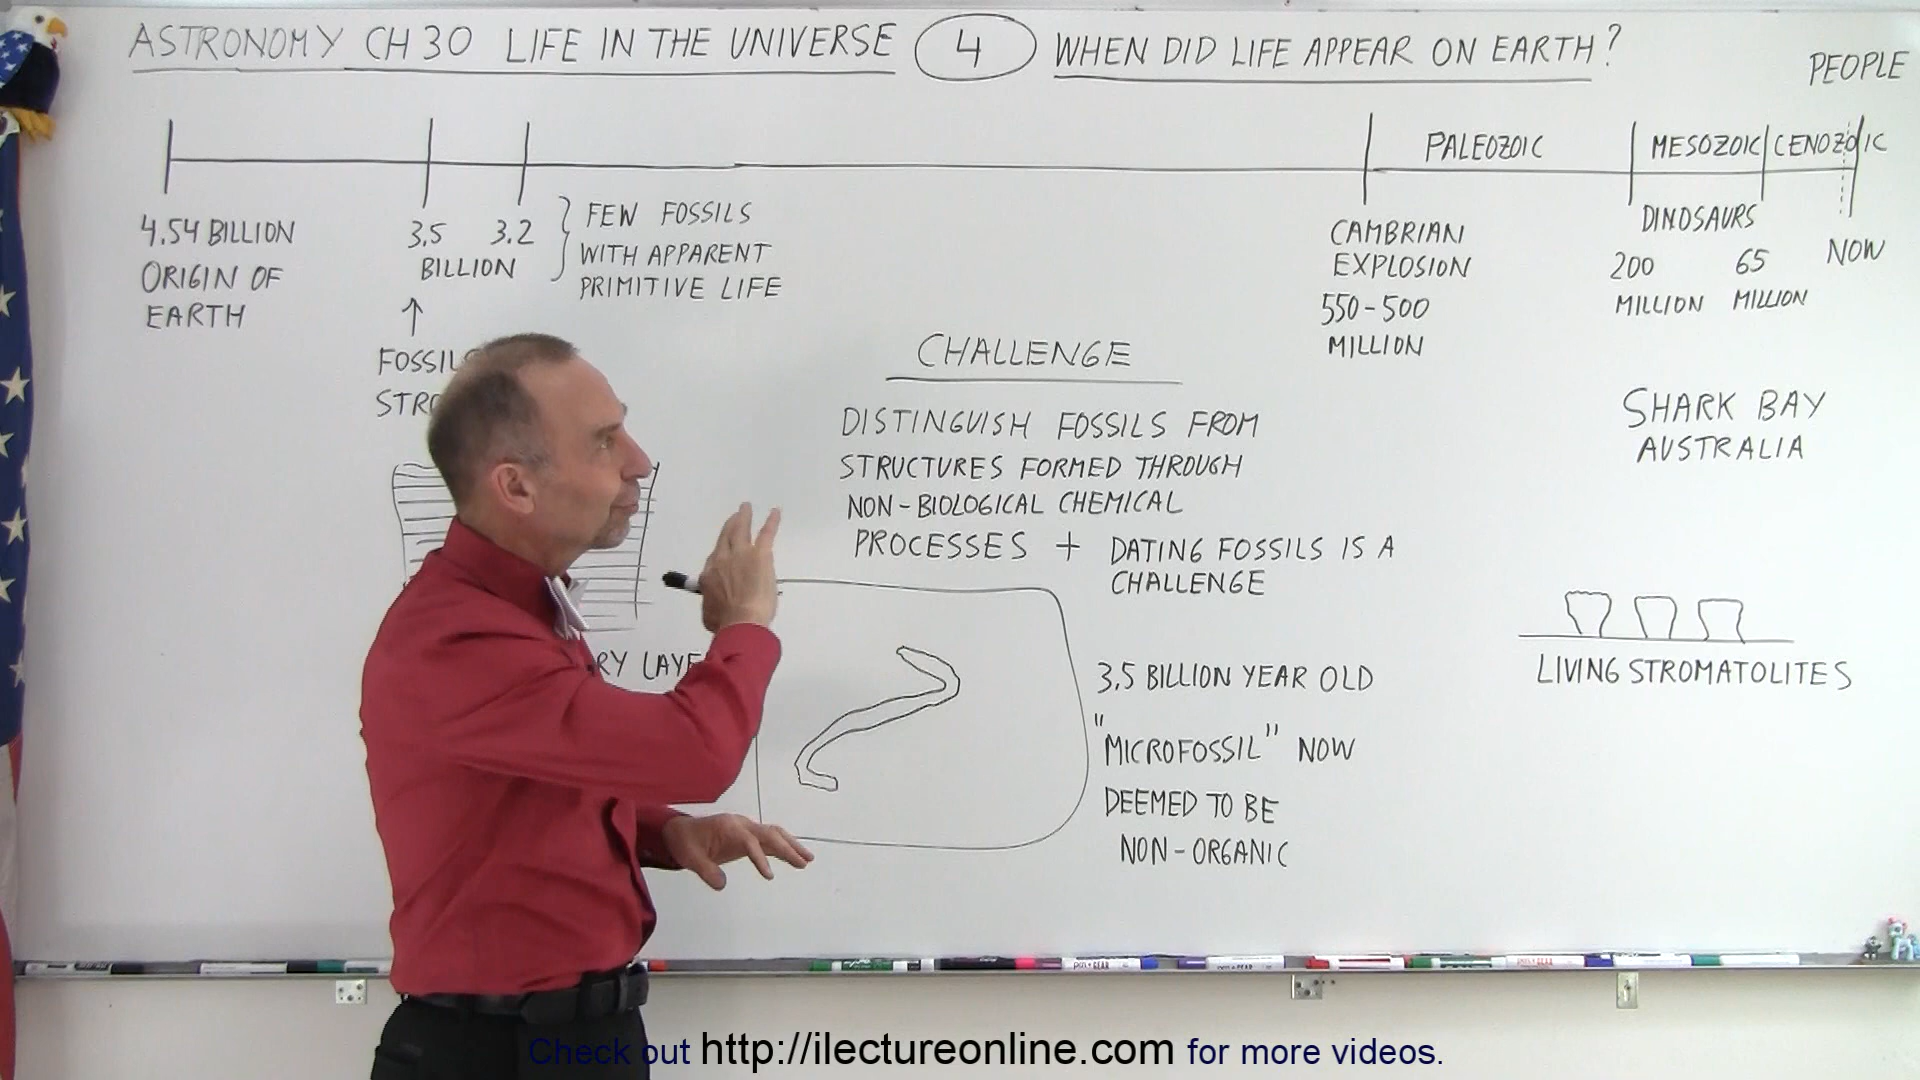 ASTRONOMY CH 30 LIFE IN THE UNIVERSE 4 WHEN DID LIFE APPEAR ON EARTH?
PEOPLE
PALEOZOIC
MESOZOIC
CENOZOIC
4.54 BILLION
ORIGIN OF
EARTH
3.5 3.2
BILLION
FEW FOSSILS
WITH APPARENT
PRIMITIVE LIFE
CAMBRIAN
EXPLOSION
550-500
MILLION
DINOSAURS
200
MILLION
65
MILLION
NOW
CHALLENGE
DISTINGUISH FOSSILS FROM
STRUCTURES FORMED THROUGH
NON-BIOLOGICAL CHEMICAL
PROCESSES + DATING FOSSILS IS A
CHALLENGE
SHARK BAY
AUSTRALIA
LIVING STROMATOLITES
3.5 BILLION YEAR OLD
"MICROFOSSIL" NOW
DEEMED TO BE
NON-ORGANIC
Check out http://ilectureonline.com for more videos.